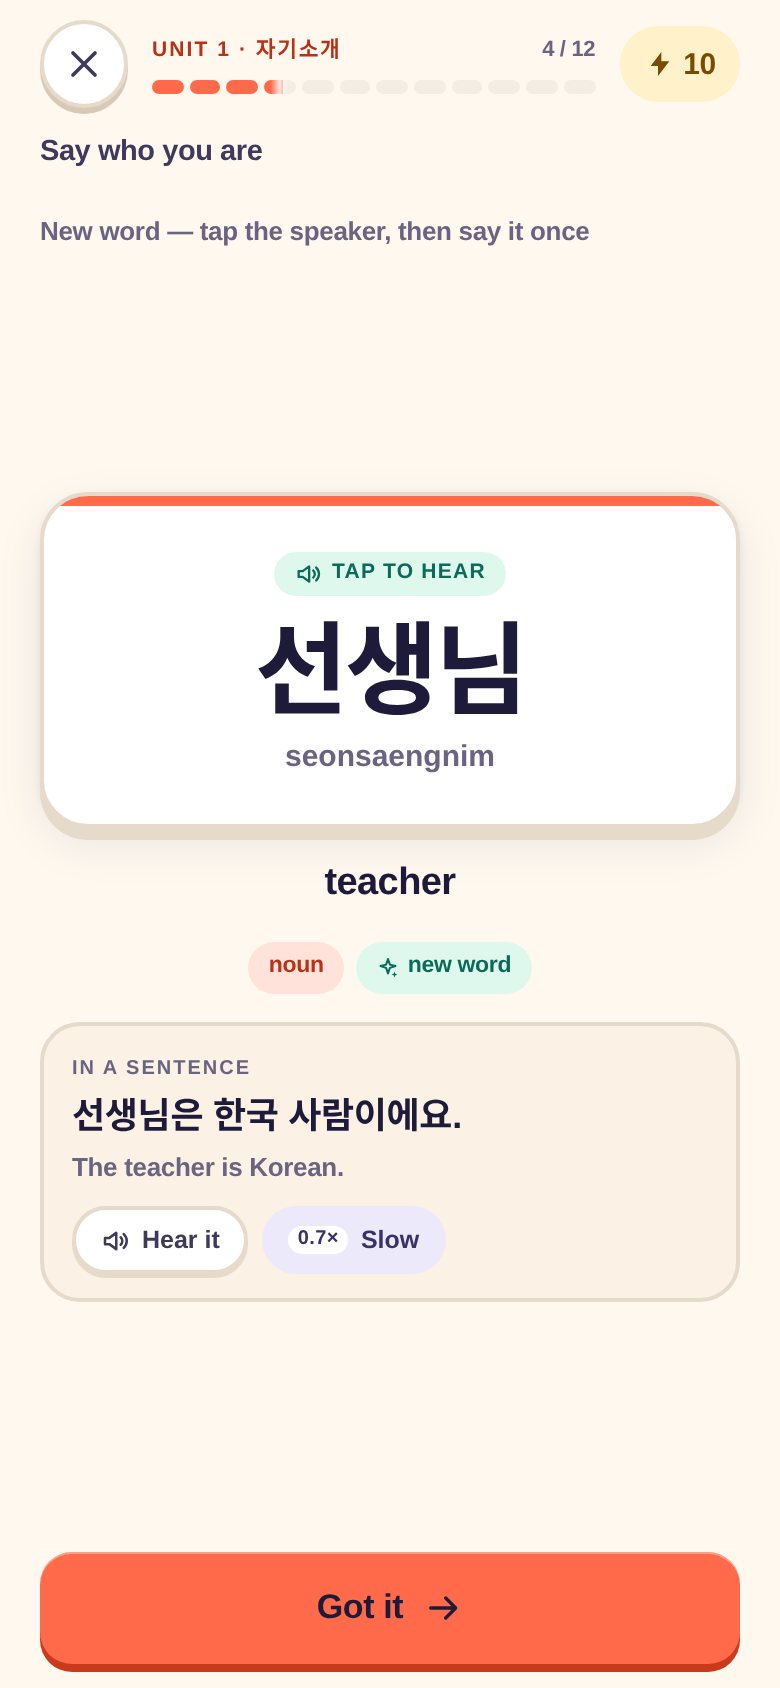 UNIT 1 · 자기소개
4 / 12
10
Say who you are
New word — tap the speaker, then say it once
TAP TO HEAR
선생님
seonsaengnim
teacher
noun
new word
IN A SENTENCE
선생님은 한국 사람이에요.
The teacher is Korean.
Hear it
0.7× Slow
Got it →